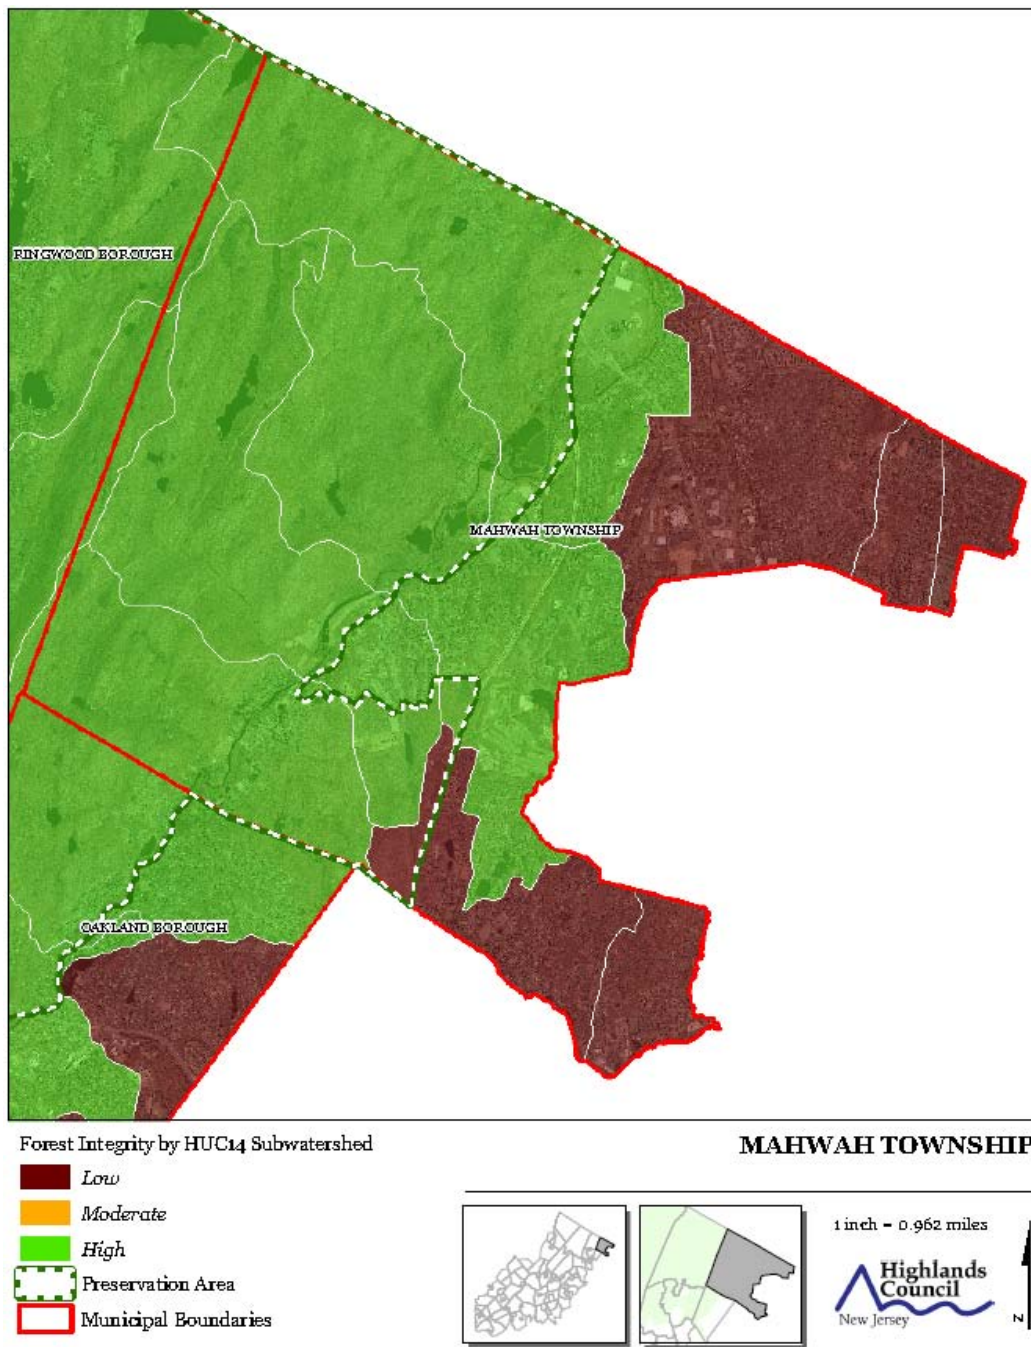 RINGWOOD BOROUGH
MAHWAH TOWNSHIP
OAKLAND BOROUGH
Forest Integrity by HUC14 Subwatershed
Low
Moderate
High
Preservation Area
Municipal Boundaries
MAHWAH TOWNSHIP
1 inch = 0.962 miles
Highlands
Council
New Jersey
N